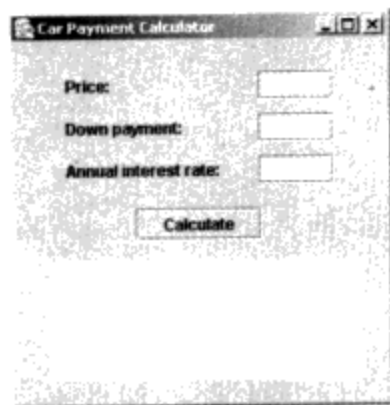 Car Payment Calculator
Price:
Down payment:
Annual interest rate:
Calculate